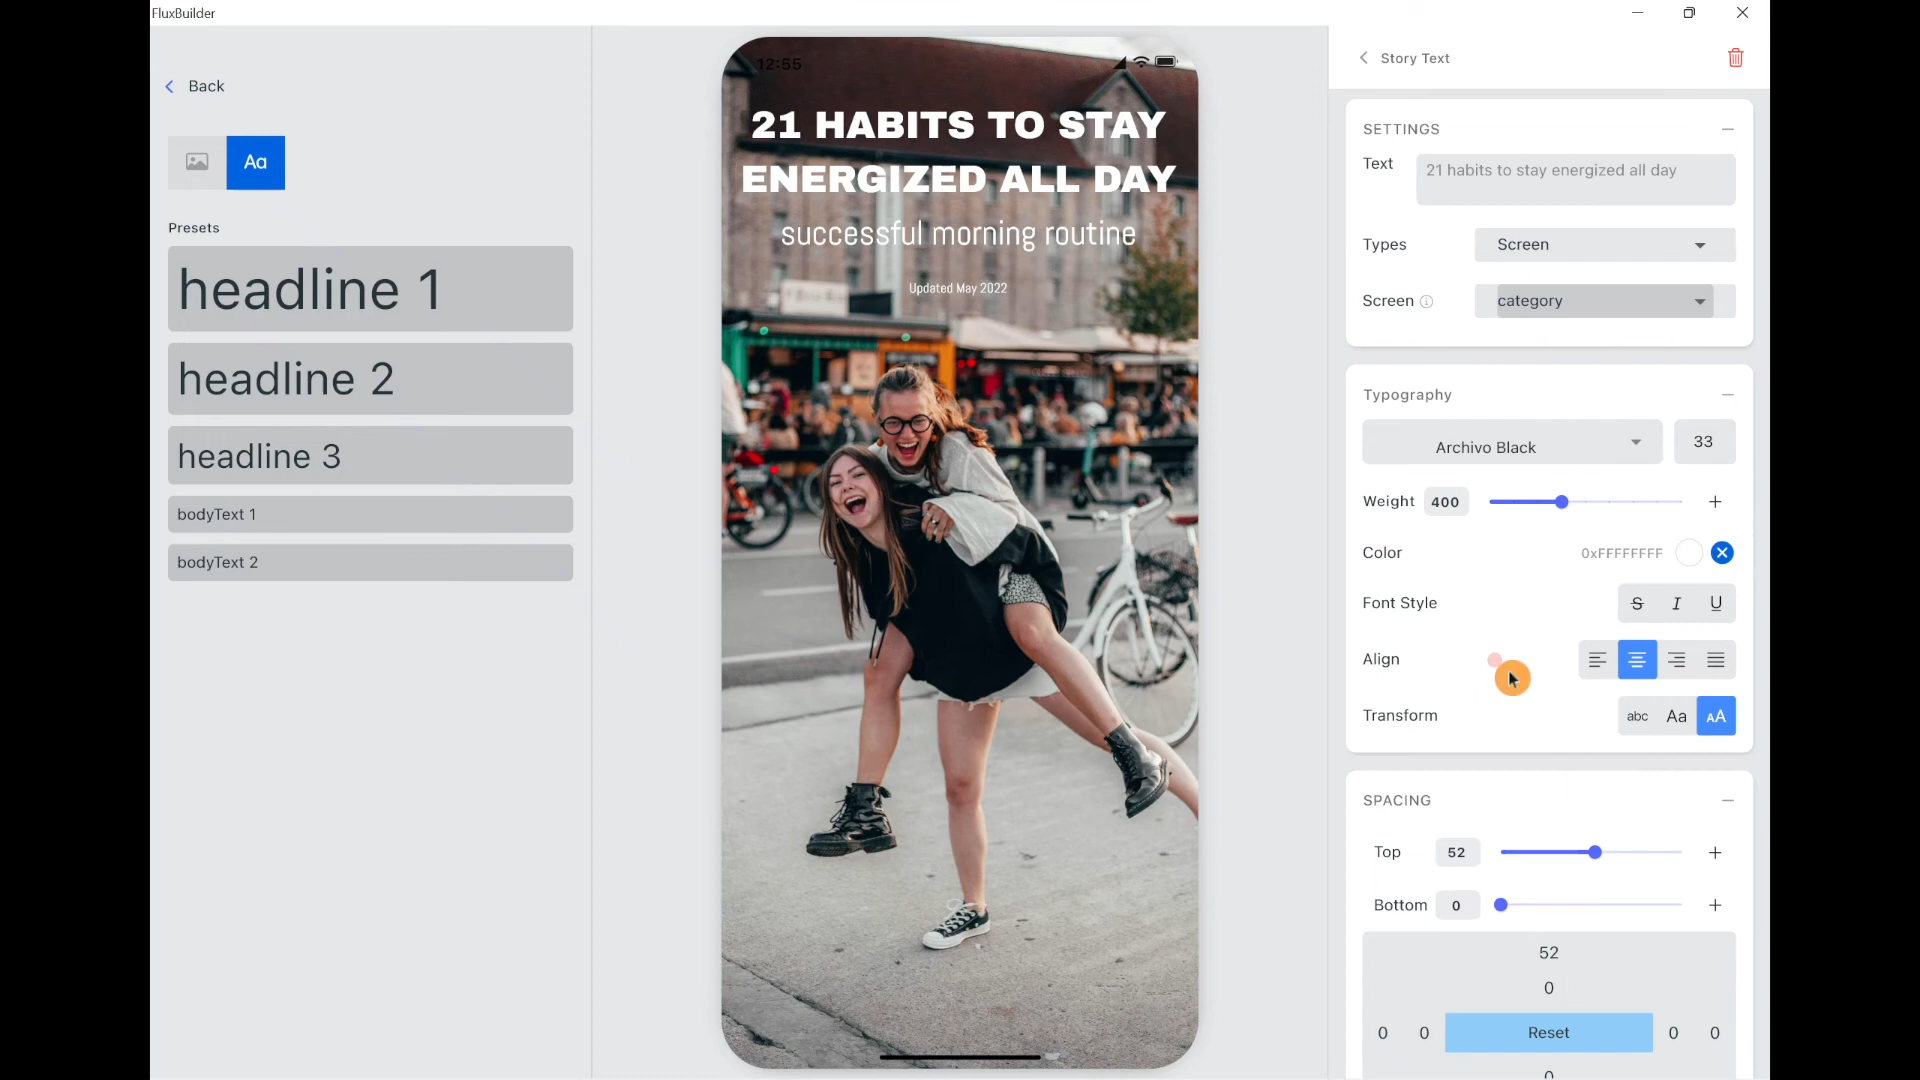 FluxBuilder
Back
Aa
Presets
headline 1
headline 2
headline 3
bodyText 1
bodyText 2
12:55
21 HABITS TO STAY
ENERGIZED ALL DAY
successful morning routine
Updated May 2022
Story Text
SETTINGS
Text
21 habits to stay energized all day
Types
Screen
Screen
category
Typography
Archivo Black
33
Weight
400
Color
0xFFFFFFFF
Font Style
S I U
Align
Transform
abc
Aa
AA
SPACING
Top
52
Bottom
0
52
0
0
0
Reset
0
0
0